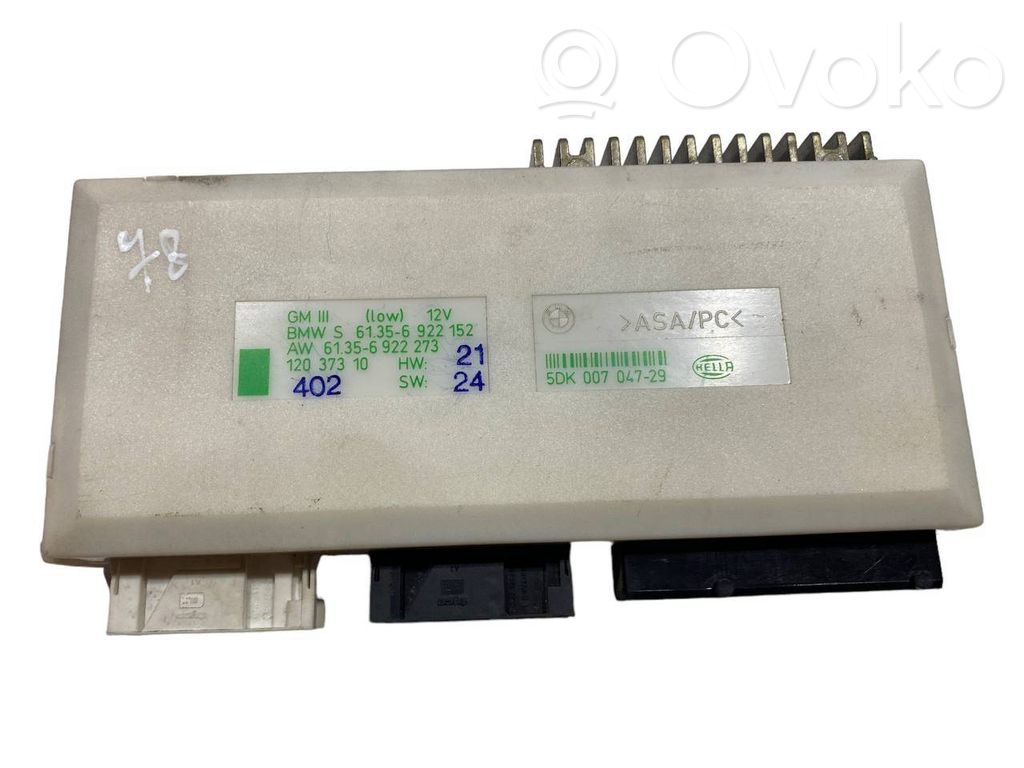 Ovoko
78
GM III (low) 12V
BMW S 61.35-6 922 152
AW 61.35-6 922 273
120 373 10 HW: 21
402 SW: 24
>ASA/PC<
5DK 007 047-29 HELLA